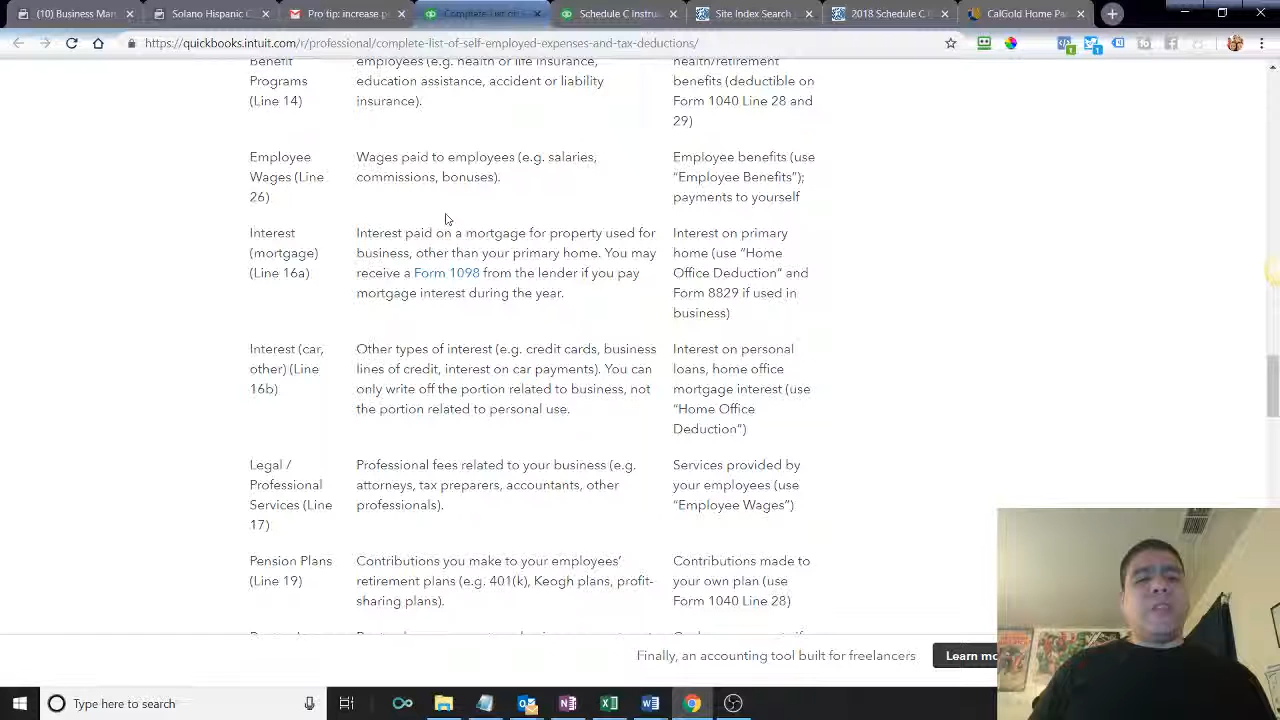 (10) Business Mar
Solano Hispanic C
Pro tip: increase p
Complete List of
Schedule C Instru
Site Index Search
2018 Schedule C
CalGold Home Pa
https://quickbooks.intuit.com/r/professional/complete-list-of-self-employed-expenses-and-tax-deductions/
Benefit
Programs
(Line 14)
employees (e.g. health or life insurance,
education assistance, accident or liability
insurance).
health/retirement
benefits (deductible on
Form 1040 Line 28 and
29)
Employee
Wages (Line
26)
Wages paid to employees (e.g. salaries,
commissions, bonuses).
Employee benefits (use
“Employee Benefits”);
payments to yourself
Interest
(mortgage)
(Line 16a)
Interest paid on a mortgage for property used for
business, other than your primary home. You may
receive a Form 1098 from the lender if you pay
mortgage interest during the year.
Interest on primary
home (use “Home
Office Deduction” and
Form 8829 if used in
business)
Interest (car,
other) (Line
16b)
Other types of interest (e.g. credit cards, business
lines of credit, interest on car payments). You can
only write off the portion related to business, not
the portion related to personal use.
Interest on personal
loans, home office
mortgage interest (use
“Home Office
Deduction”)
Legal /
Professional
Services (Line
17)
Professional fees related to your business (e.g.
attorneys, tax preparers, accountants, other
professionals).
Services provided by
your employees (use
“Employee Wages”)
Pension Plans
(Line 19)
Contributions you make to your employees’
retirement plans (e.g. 401(k), Keogh plans, profit-
sharing plans).
Contributions made to
your own plan (use
Form 1040 Line 28)
Finally, an accounting tool built for freelancers
Learn mo
Type here to search